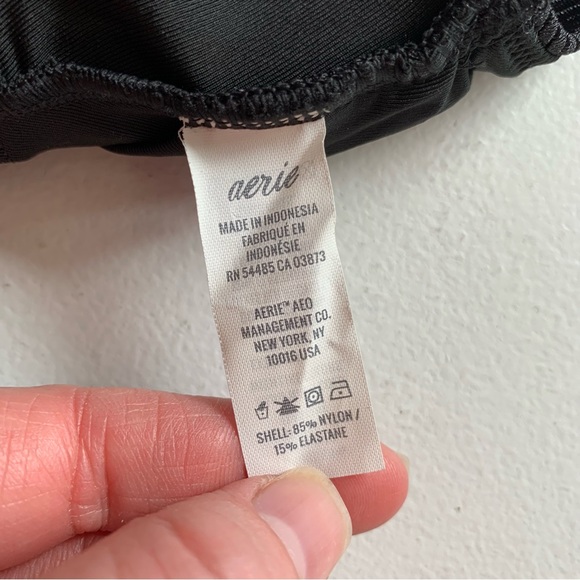 aerie™
MADE IN INDONESIA
FABRIQUÉ EN
INDONÉSIE
RN 54485 CA 03873
AERIE™ AEO
MANAGEMENT CO.
NEW YORK, NY
10016 USA
SHELL: 85% NYLON /
15% ELASTANE